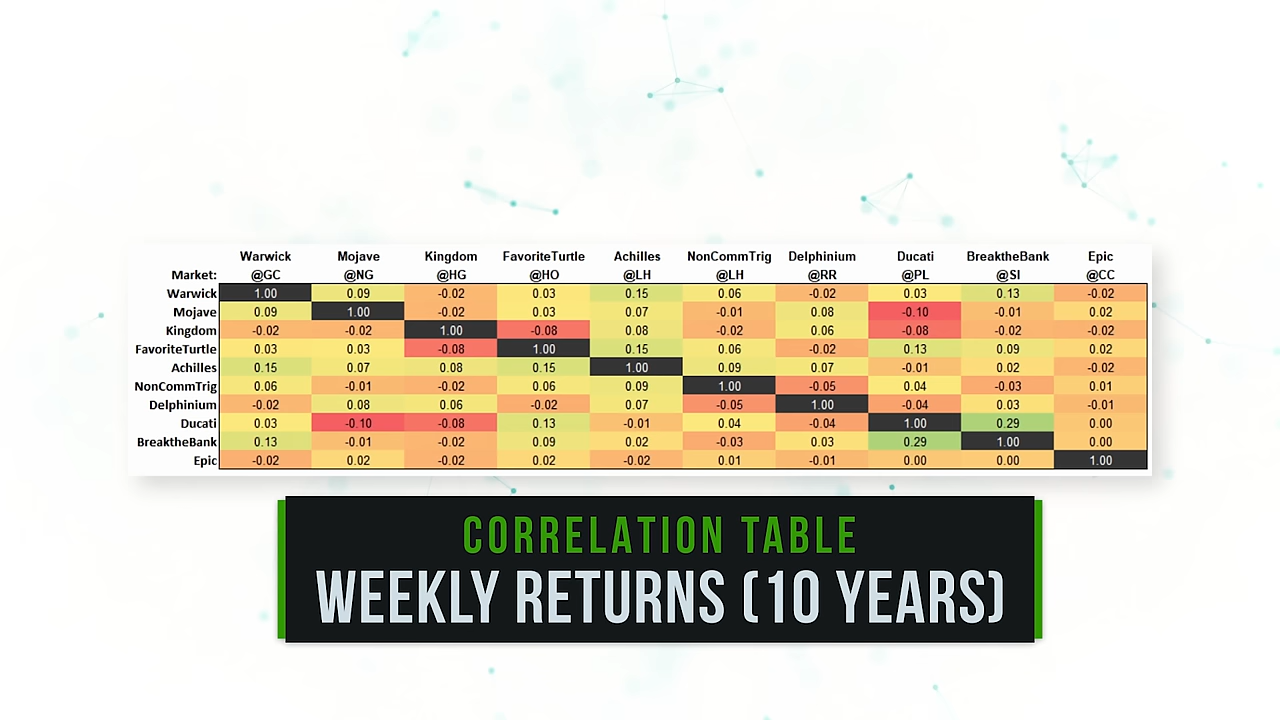 Warwick Mojave Kingdom FavoriteTurtle Achilles NonCommTrig Delphinium Ducati BreaktheBank Epic
Market: @GC @NG @HG @HO @LH @LH @RR @PL @SI @CC
Warwick 1.00 0.09 -0.02 0.03 0.15 0.06 -0.02 0.03 0.13 -0.02
Mojave 0.09 1.00 -0.02 0.03 0.07 -0.01 0.08 -0.10 -0.01 0.02
Kingdom -0.02 -0.02 1.00 -0.08 0.08 -0.02 0.06 -0.08 -0.02 -0.02
FavoriteTurtle 0.03 0.03 -0.08 1.00 0.15 0.06 -0.02 0.13 0.09 0.02
Achilles 0.15 0.07 0.08 0.15 1.00 0.09 0.07 -0.01 0.02 -0.02
NonCommTrig 0.06 -0.01 -0.02 0.06 0.09 1.00 -0.05 0.04 -0.03 0.01
Delphinium -0.02 0.08 0.06 -0.02 0.07 -0.05 1.00 -0.04 0.03 -0.01
Ducati 0.03 -0.10 -0.08 0.13 -0.01 0.04 -0.04 1.00 0.29 0.00
BreaktheBank 0.13 -0.01 -0.02 0.09 0.02 -0.03 0.03 0.29 1.00 0.00
Epic -0.02 0.02 -0.02 0.02 -0.02 0.01 -0.01 0.00 0.00 1.00
CORRELATION TABLE
WEEKLY RETURNS (10 YEARS)